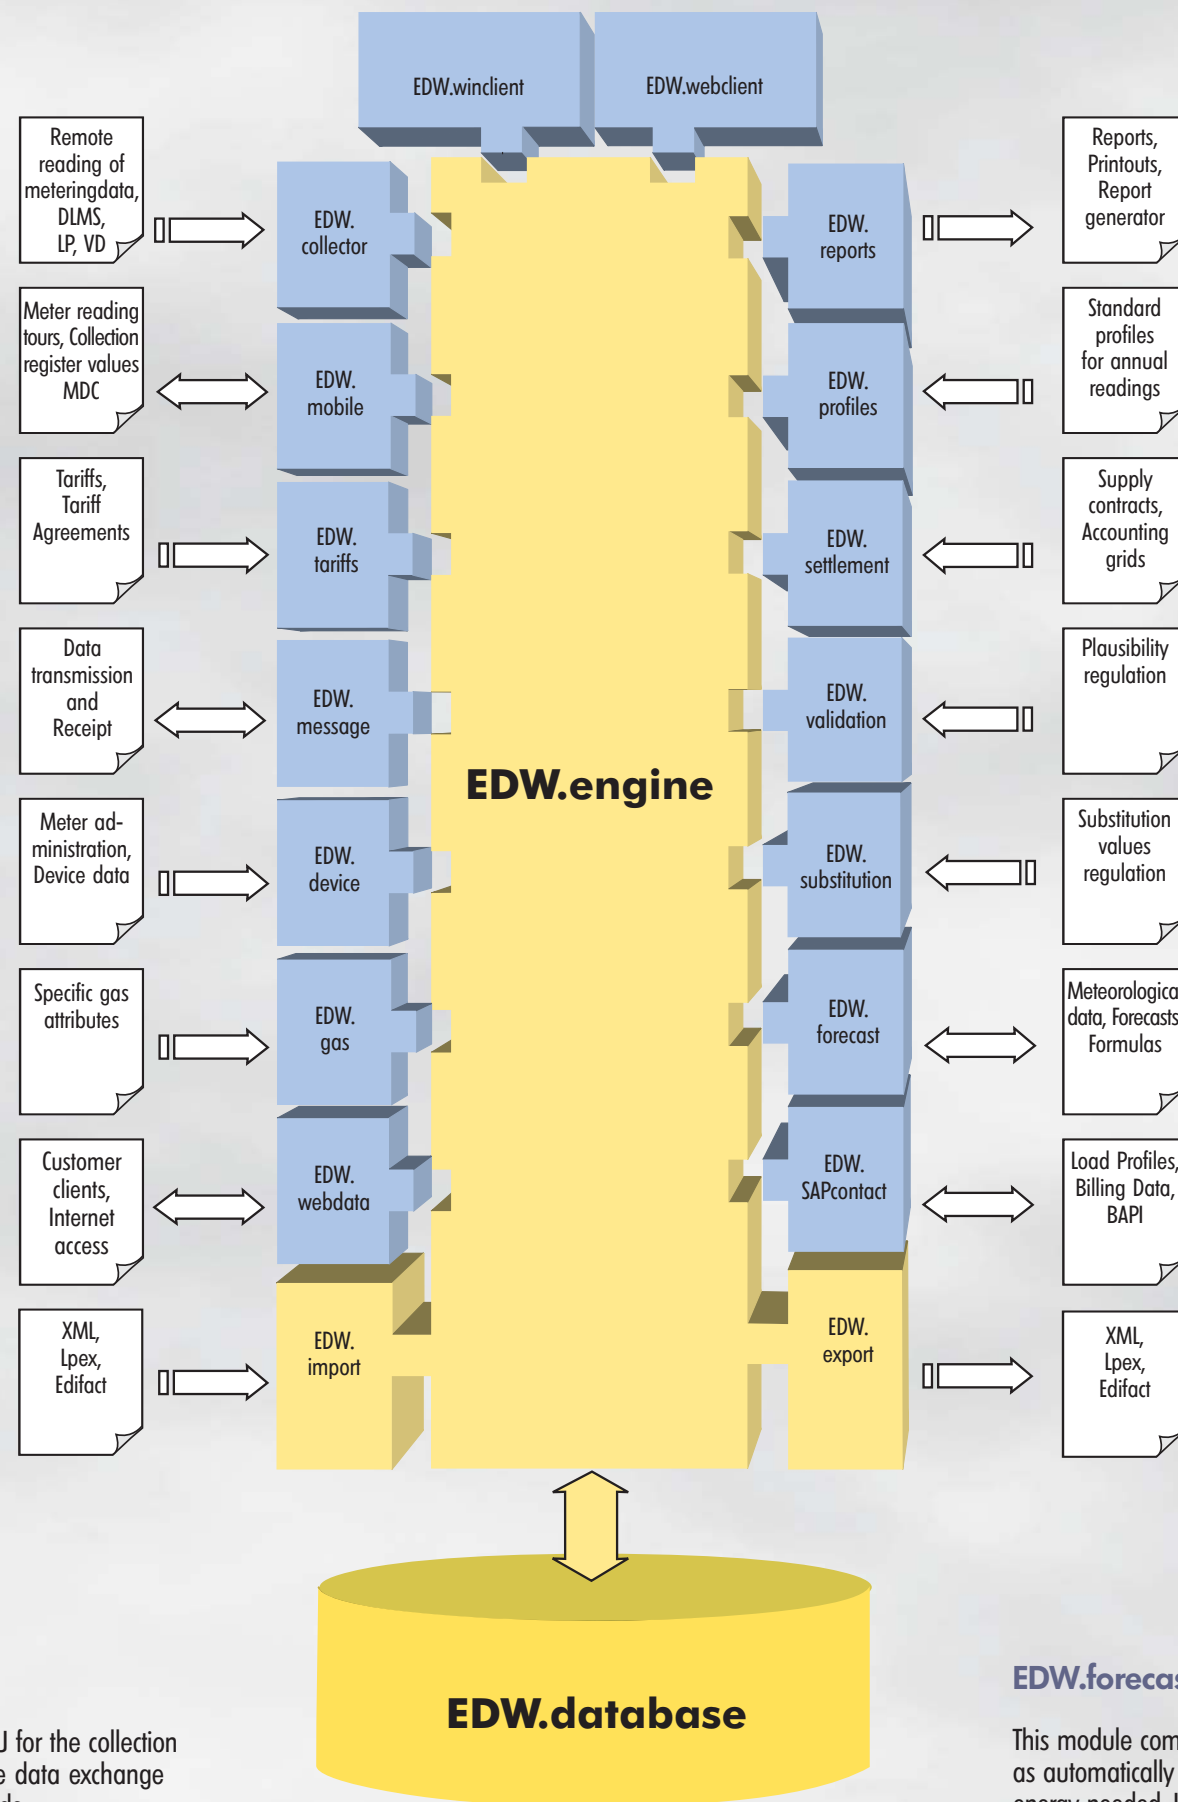 EDW.winclient
EDW.webclient
Remote
reading of
meteringdata,
DLMS,
LP, VD
EDW.
collector
EDW.
reports
Reports,
Printouts,
Report
generator
Meter reading
tours, Collection
register values
MDC
EDW.
mobile
EDW.
profiles
Standard
profiles
for annual
readings
Tariffs,
Tariff
Agreements
EDW.
tariffs
EDW.
settlement
Supply
contracts,
Accounting
grids
Data
transmission
and
Receipt
EDW.
message
EDW.
validation
Plausibility
regulation
EDW.engine
Meter ad-
ministration,
Device data
EDW.
device
EDW.
substitution
Substitution
values
regulation
Specific gas
attributes
EDW.
gas
EDW.
forecast
Meteorologica
data, Forecasts
Formulas
Customer
clients,
Internet
access
EDW.
webdata
EDW.
SAPcontact
Load Profiles,
Billing Data,
BAPI
XML,
Lpex,
Edifact
EDW.
import
EDW.
export
XML,
Lpex,
Edifact
EDW.database
J for the collection
e data exchange
EDW.forecas
This module com
as automatically